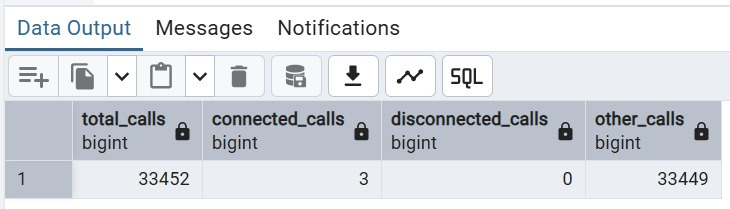 Data Output Messages Notifications
SQL
total_calls connected_calls disconnected_calls other_calls
bigint bigint bigint bigint
1 33452 3 0 33449